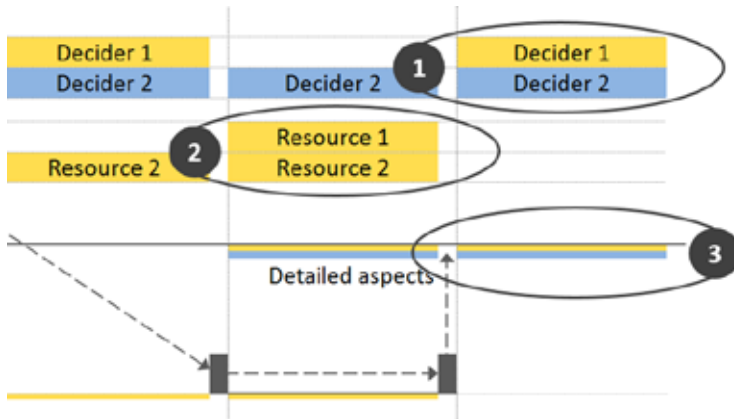 Decider 1
Decider 1
Decider 2
Decider 2
Decider 2
1
Resource 1
2
Resource 2
Resource 2
3
Detailed aspects